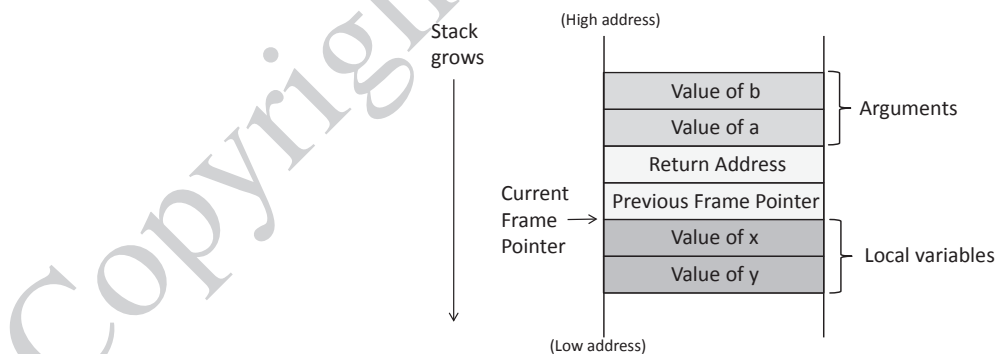 (High address)
Stack
grows
Value of b
Value of a
Arguments
Return Address
Previous Frame Pointer
Current
Frame
Pointer
Value of x
Value of y
Local variables
(Low address)
Copyrigh